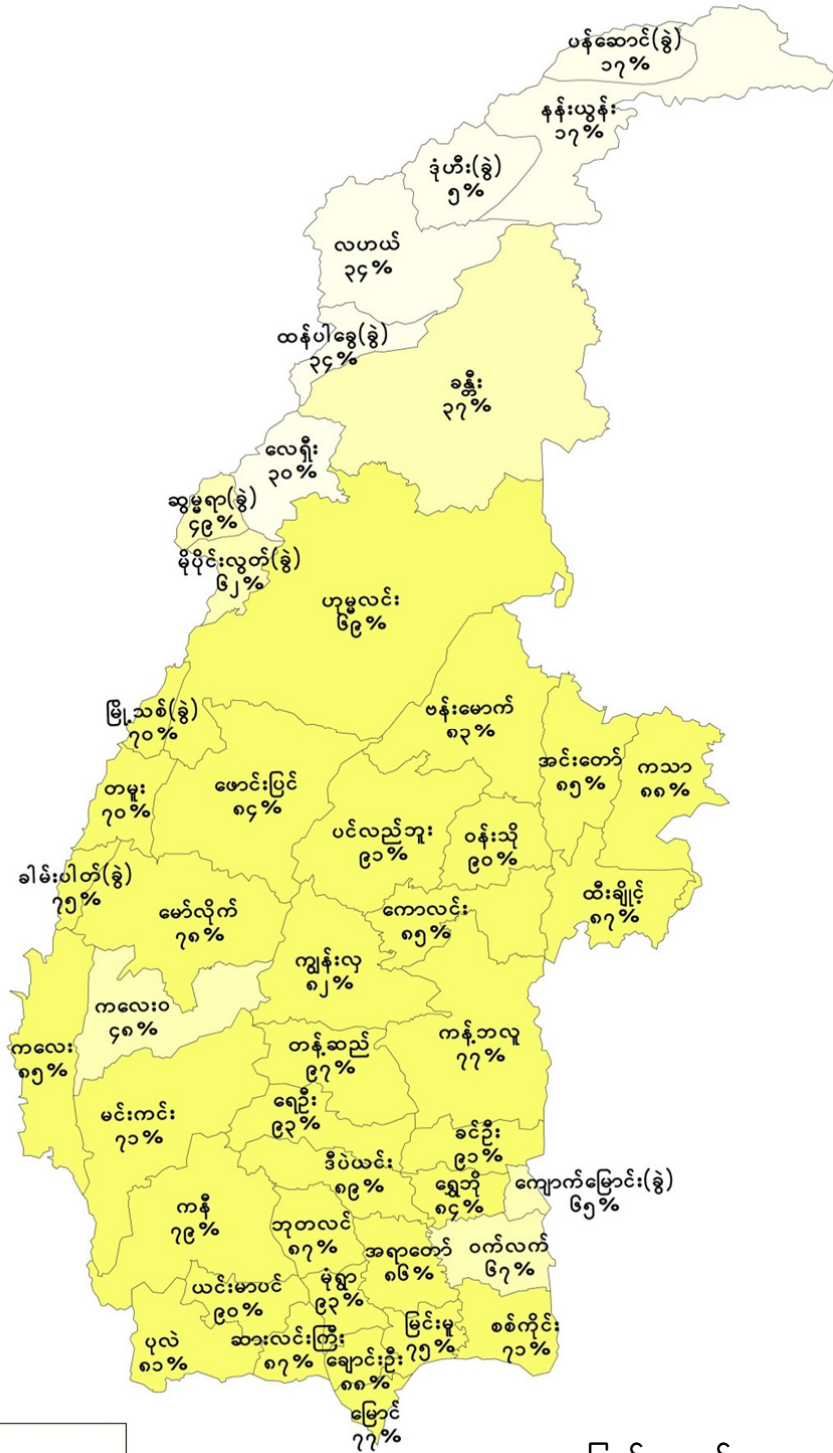 ပန်ဆောင်(ခွဲ)
၁၇%
နန်းယွန်း
၁၇%
ဒုံဟီး(ခွဲ)
၅%
လဟယ်
၃၄%
ထန်ပါခွေ(ခွဲ)
၃၄%
ခန္တီး
၃၇%
လေရှီး
၃၀%
ဆွမ္မရာ(ခွဲ)
၄၉%
မိုပိုင်းလွတ်(ခွဲ)
၆၂%
ဟုမ္မလင်း
၆၉%
မြို့သစ်(ခွဲ)
၇၀%
ဗန်းမောက်
၈၃%
အင်းတော်
၈၅%
ကသာ
၈၈%
တမူး
၇၀%
ဖောင်းပြင်
၈၄%
ပင်လည်ဘူး
၉၁%
ဝန်းသို
၉၀%
ခါမ်းပါတ်(ခွဲ)
၇၅%
မော်လိုက်
၇၈%
ကောလင်း
၈၅%
ထီးချိုင့်
၈၇%
ကျွန်းလှ
၈၂%
ကလေးဝ
၄၈%
ကလေး
၈၅%
တန့်ဆည်
၉၇%
ကန့်ဘလူ
၇၇%
မင်းကင်း
၇၁%
ရေဦး
၉၃%
ခင်ဦး
၉၁%
ဒီပဲယင်း
၈၉%
ရွှေဘို
၈၄%
ကျောက်မြောင်း(ခွဲ)
၆၅%
ကနီ
၇၉%
ဘုတလင်
၈၇%
အရာတော်
၈၆%
ဝက်လက်
၆၇%
ယင်းမာပင်
၉၀%
မုံရွာ
၉၃%
ပုလဲ
၈၁%
ဆားလင်းကြီး
၈၇%
ချောင်းဦး
၈၈%
မြင်းမူ
၇၅%
စစ်ကိုင်း
၇၁%
မြောင်
၇၇%